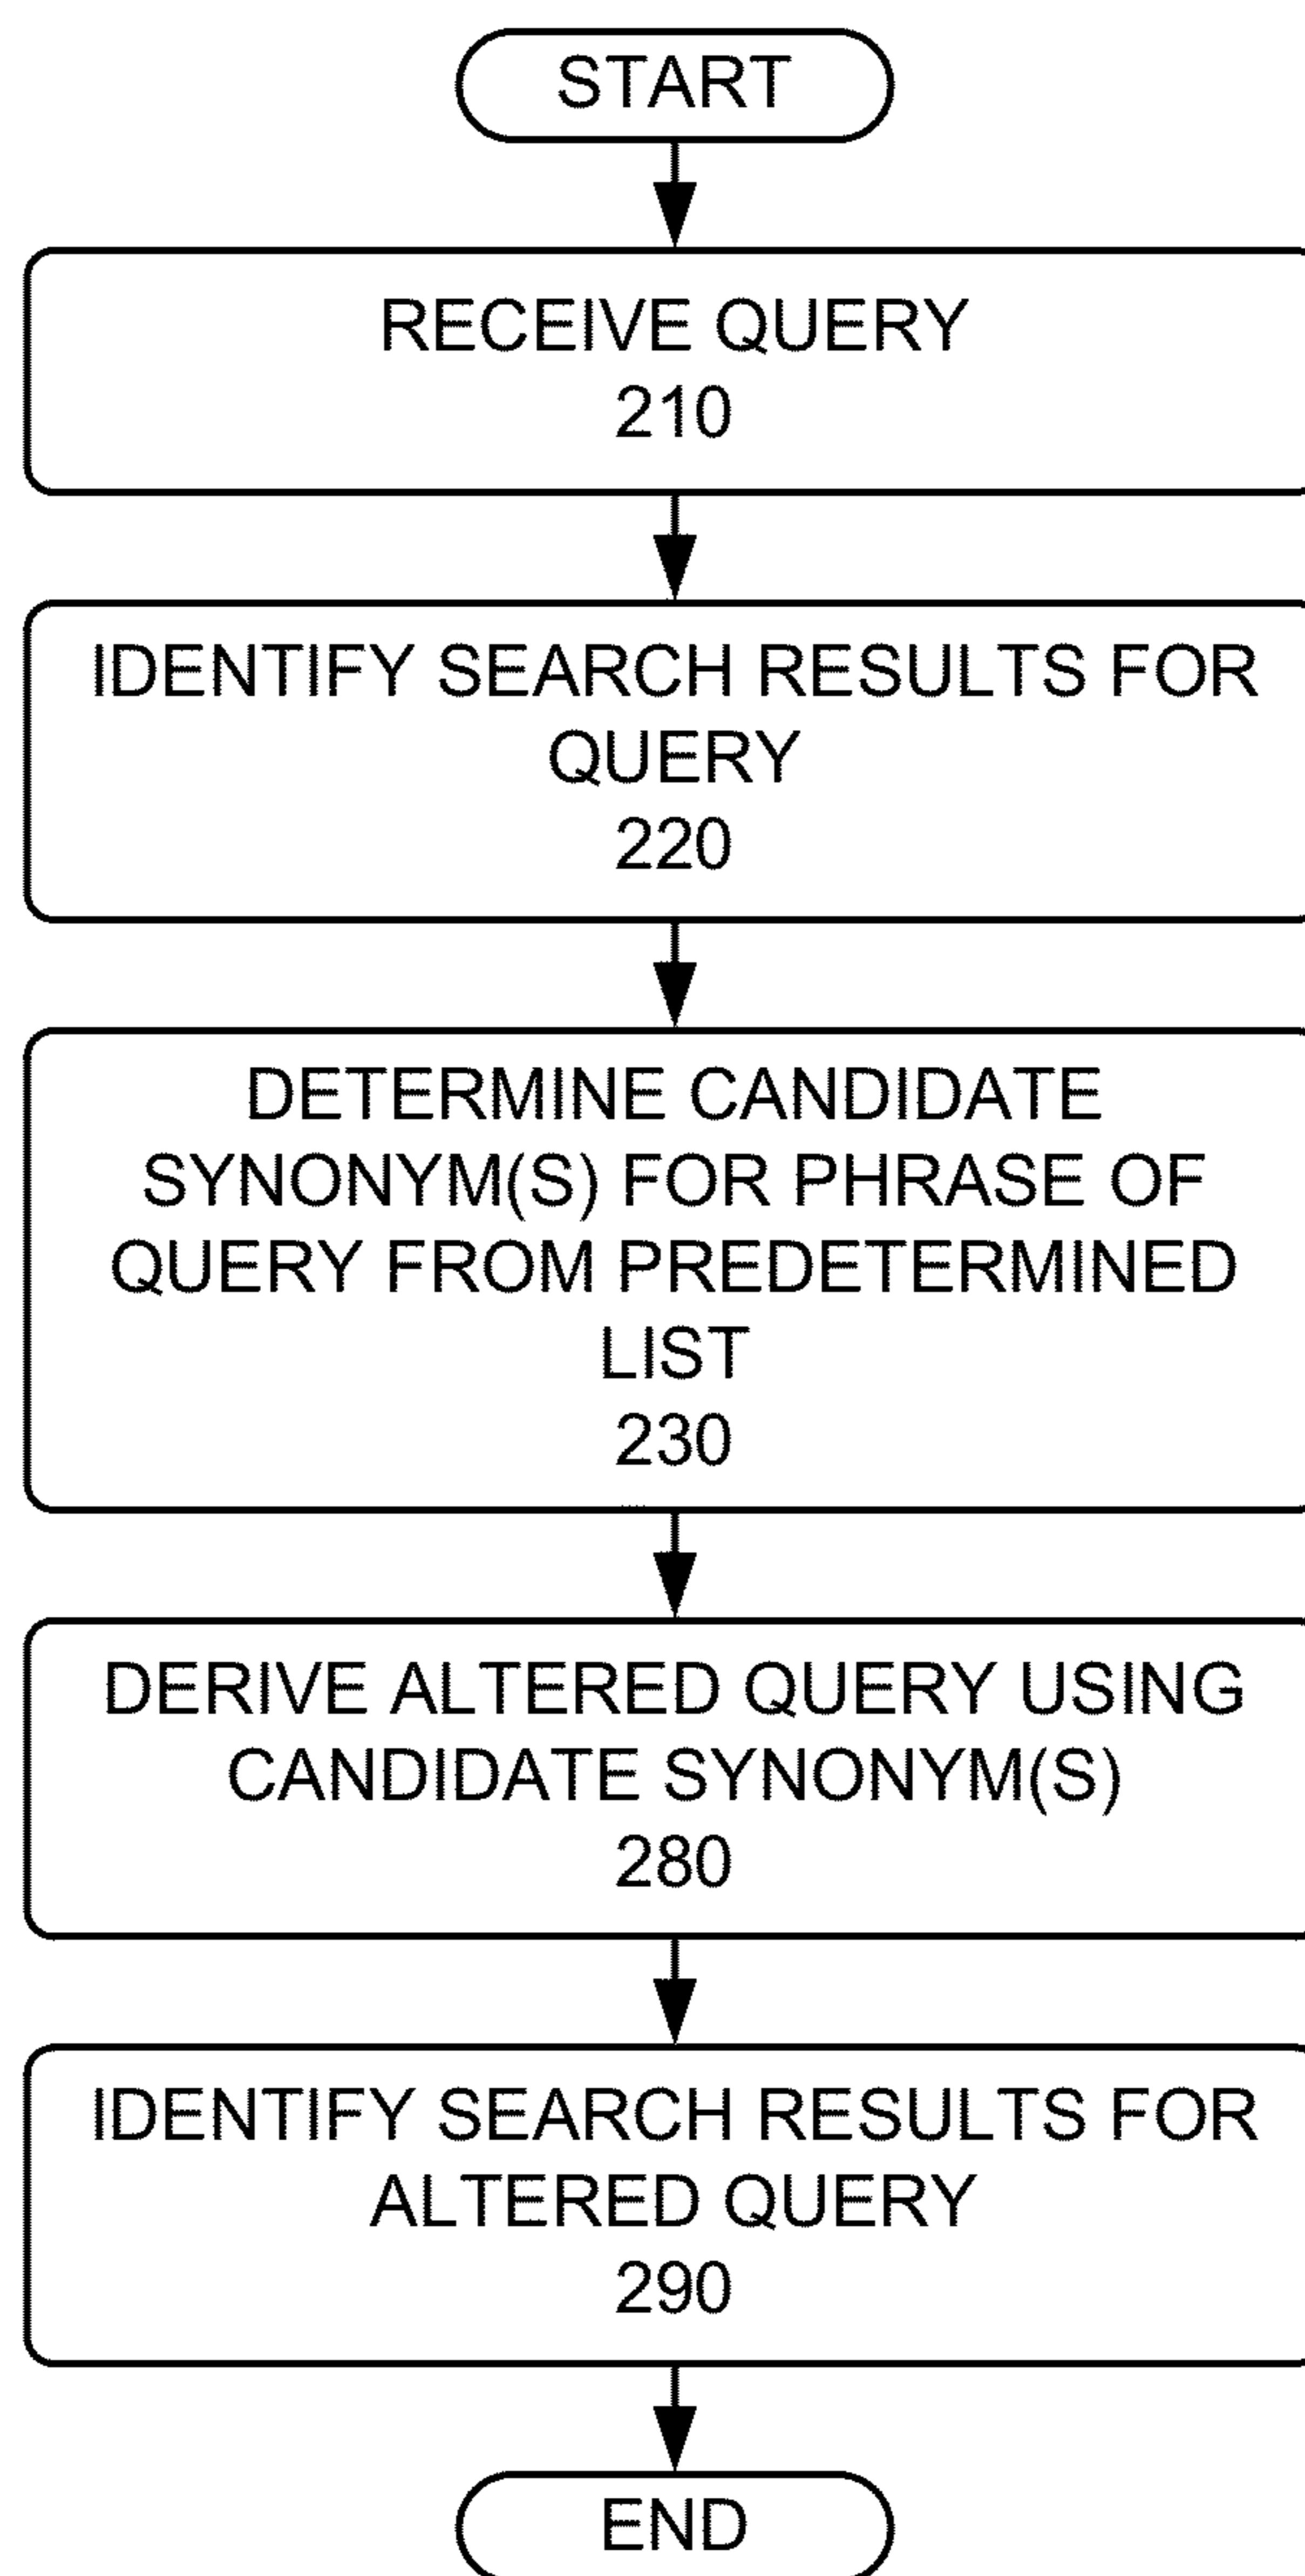 START
RECEIVE QUERY
210
IDENTIFY SEARCH RESULTS FOR
QUERY
220
DETERMINE CANDIDATE
SYNONYM(S) FOR PHRASE OF
QUERY FROM PREDETERMINED
LIST
230
DERIVE ALTERED QUERY USING
CANDIDATE SYNONYM(S)
280
IDENTIFY SEARCH RESULTS FOR
ALTERED QUERY
290
END